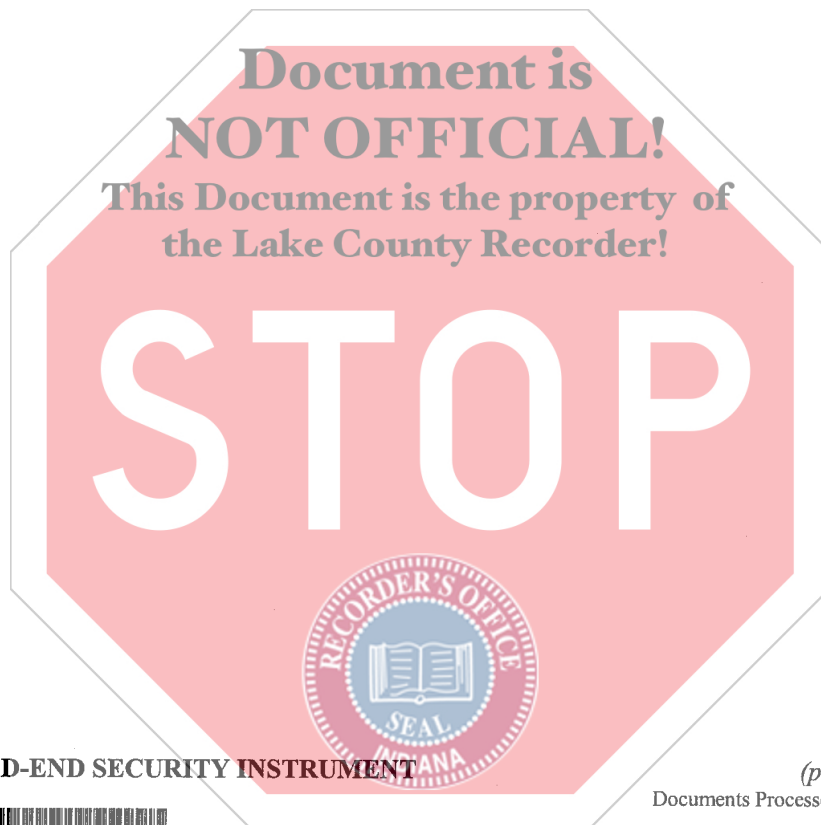 Document is
NOT OFFICIAL!
This Document is the property of
the Lake County Recorder!
STOP
RECORDER'S OFFICE
SEAL
INDIANA
D-END SECURITY INSTRUMENT
(p
Documents Process